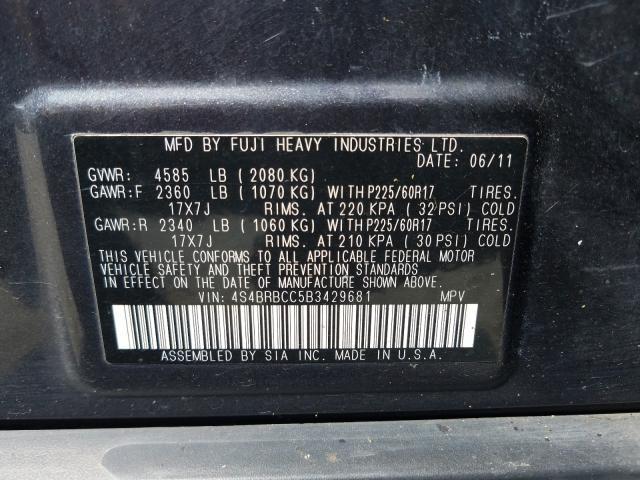 MFD BY FUJI HEAVY INDUSTRIES LTD.
DATE: 06/11
GVWR: 4585 LB ( 2080 KG)
GAWR:F 2360 LB ( 1070 KG) WITH P225/60R17 TIRES.
17X7J RIMS. AT 220 KPA ( 32 PSI) COLD
GAWR:R 2340 LB ( 1060 KG) WITH P225/60R17 TIRES.
17X7J RIMS. AT 210 KPA ( 30 PSI) COLD
THIS VEHICLE CONFORMS TO ALL APPLICABLE FEDERAL MOTOR
VEHICLE SAFETY AND THEFT PREVENTION STANDARDS
IN EFFECT ON THE DATE OF MANUFACTURE SHOWN ABOVE.
VIN: 4S4BRBCC5B3429681 MPV
ASSEMBLED BY SIA INC. MADE IN U.S.A.